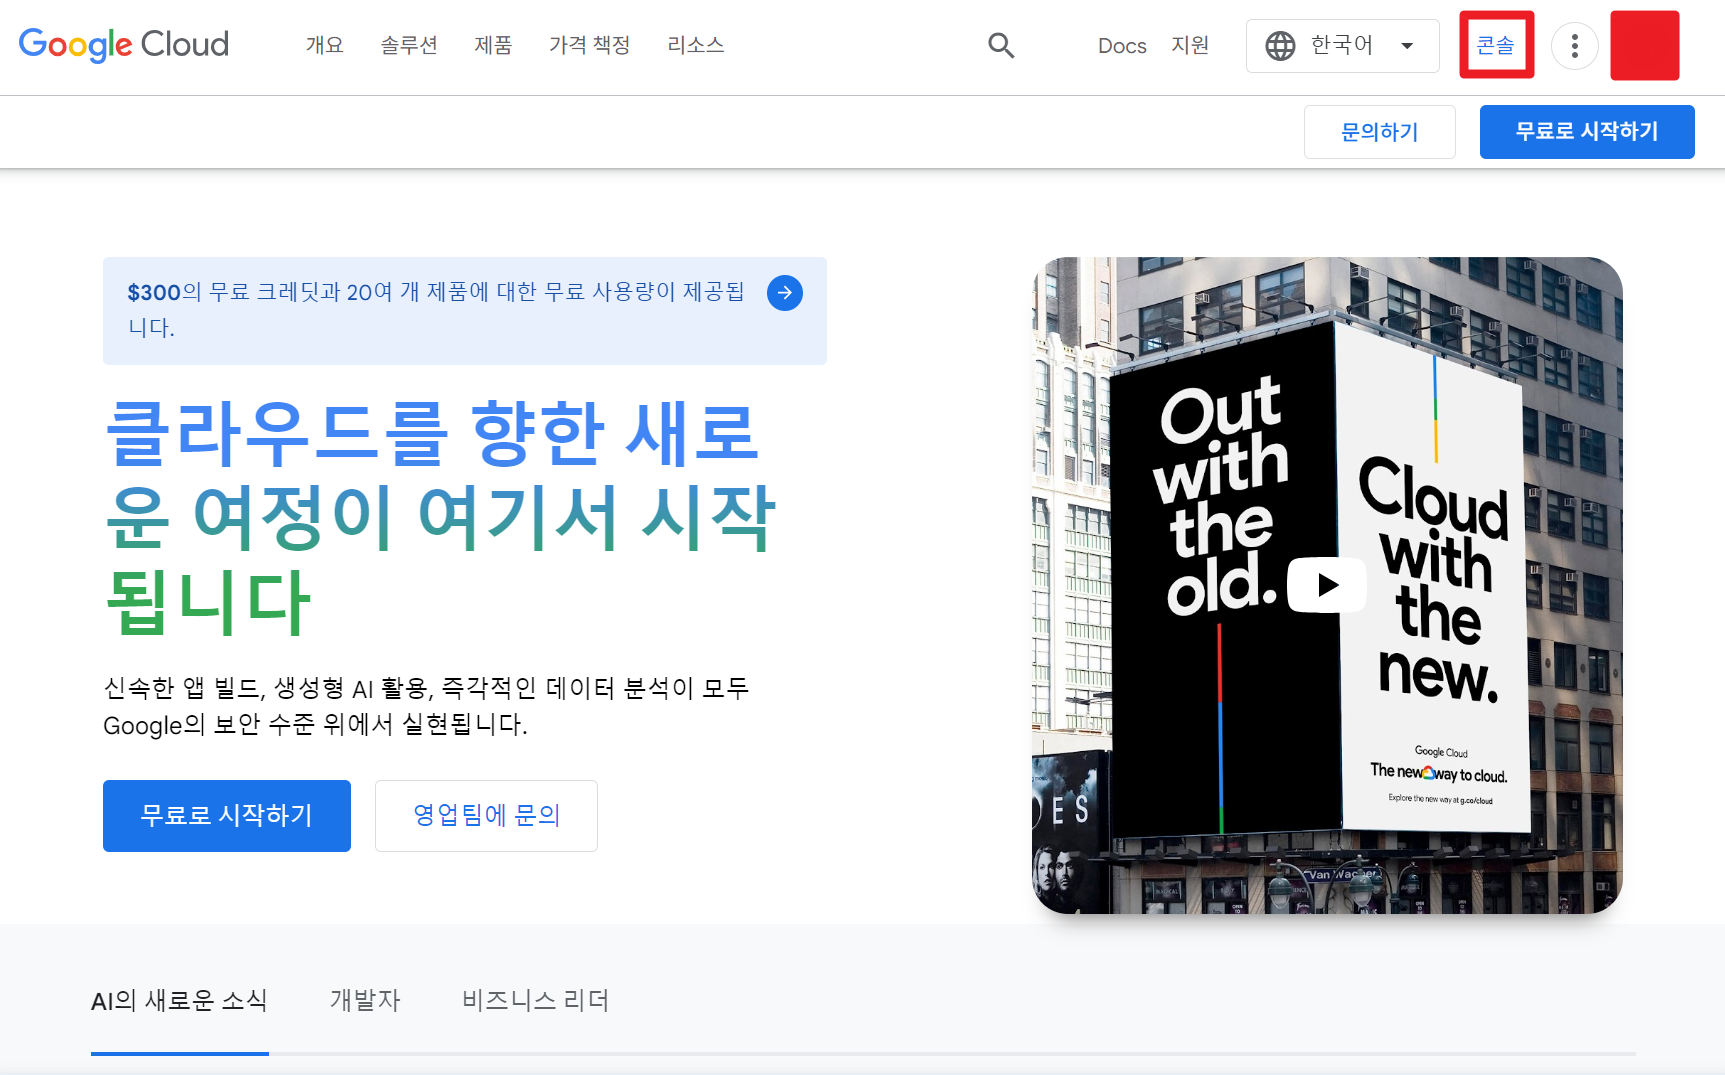 Google Cloud
개요 솔루션 제품 가격 책정 리소스
Docs 지원 한국어 콘솔
문의하기 무료로 시작하기
$300의 무료 크레딧과 20여 개 제품에 대한 무료 사용량이 제공됩
니다.
클라우드를 향한 새로
운 여정이 여기서 시작
됩니다
신속한 앱 빌드, 생성형 AI 활용, 즉각적인 데이터 분석이 모두
Google의 보안 수준 위에서 실현됩니다.
무료로 시작하기 영업팀에 문의
Out
with
the
old.
Cloud
with
the
new.
Google Cloud
The new way to cloud.
Explore the new way at g.co/cloud
ES
Van Wagner
AI의 새로운 소식 개발자 비즈니스 리더